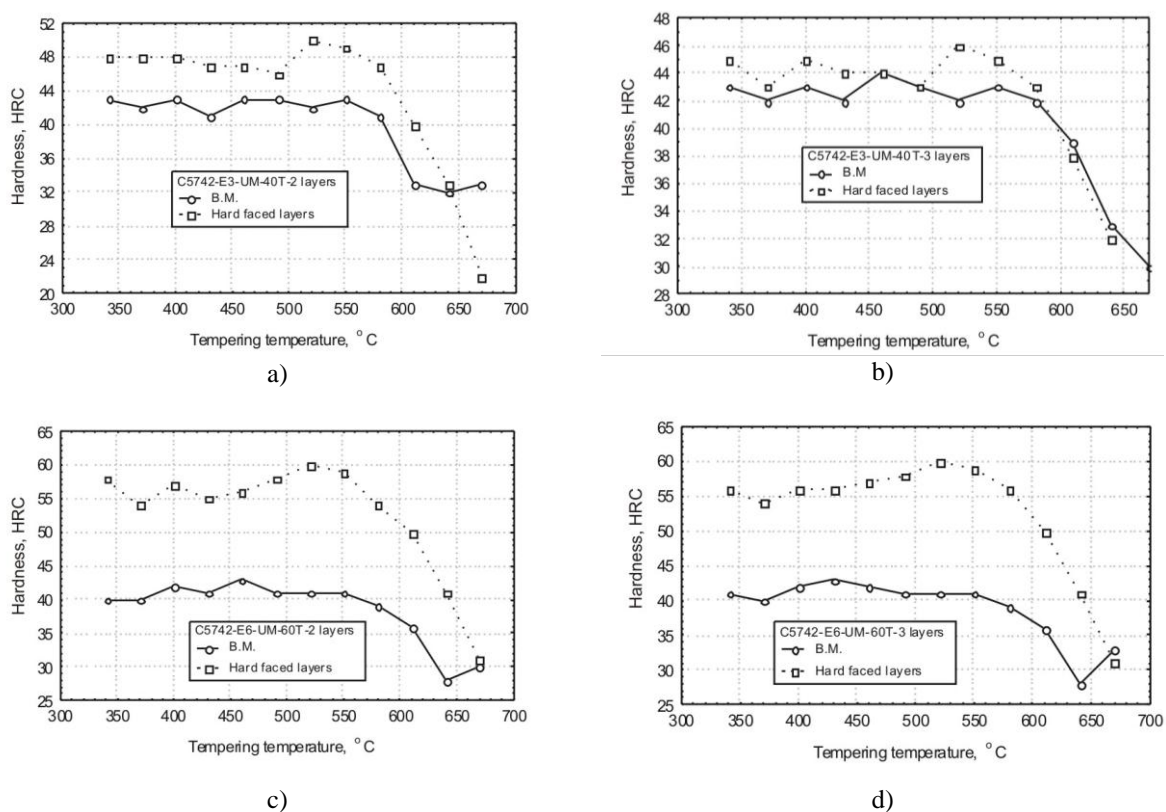 52
48
44
40
36
32
28
24
20
Hardness, HRC
C5742-E3-UM-40T-2 layers
B.M.
Hard faced layers
300 350 400 450 500 550 600 650 700
Tempering temperature, °C
a)
46
44
42
40
38
36
34
32
30
28
Hardness, HRC
C5742-E3-UM-40T-3 layers
B.M
Hard faced layers
300 350 400 450 500 550 600 650
Tempering temperature, °C
b)
65
60
55
50
45
40
35
30
25
Hardness, HRC
C5742-E6-UM-60T-2 layers
B.M.
Hard faced layers
300 350 400 450 500 550 600 650 700
Tempering temperature, °C
c)
65
60
55
50
45
40
35
30
25
Hardness, HRC
C5742-E6-UM-60T-3 layers
B.M.
Hard faced layers
300 350 400 450 500 550 600 650 700
Tempering temperature, °C
d)